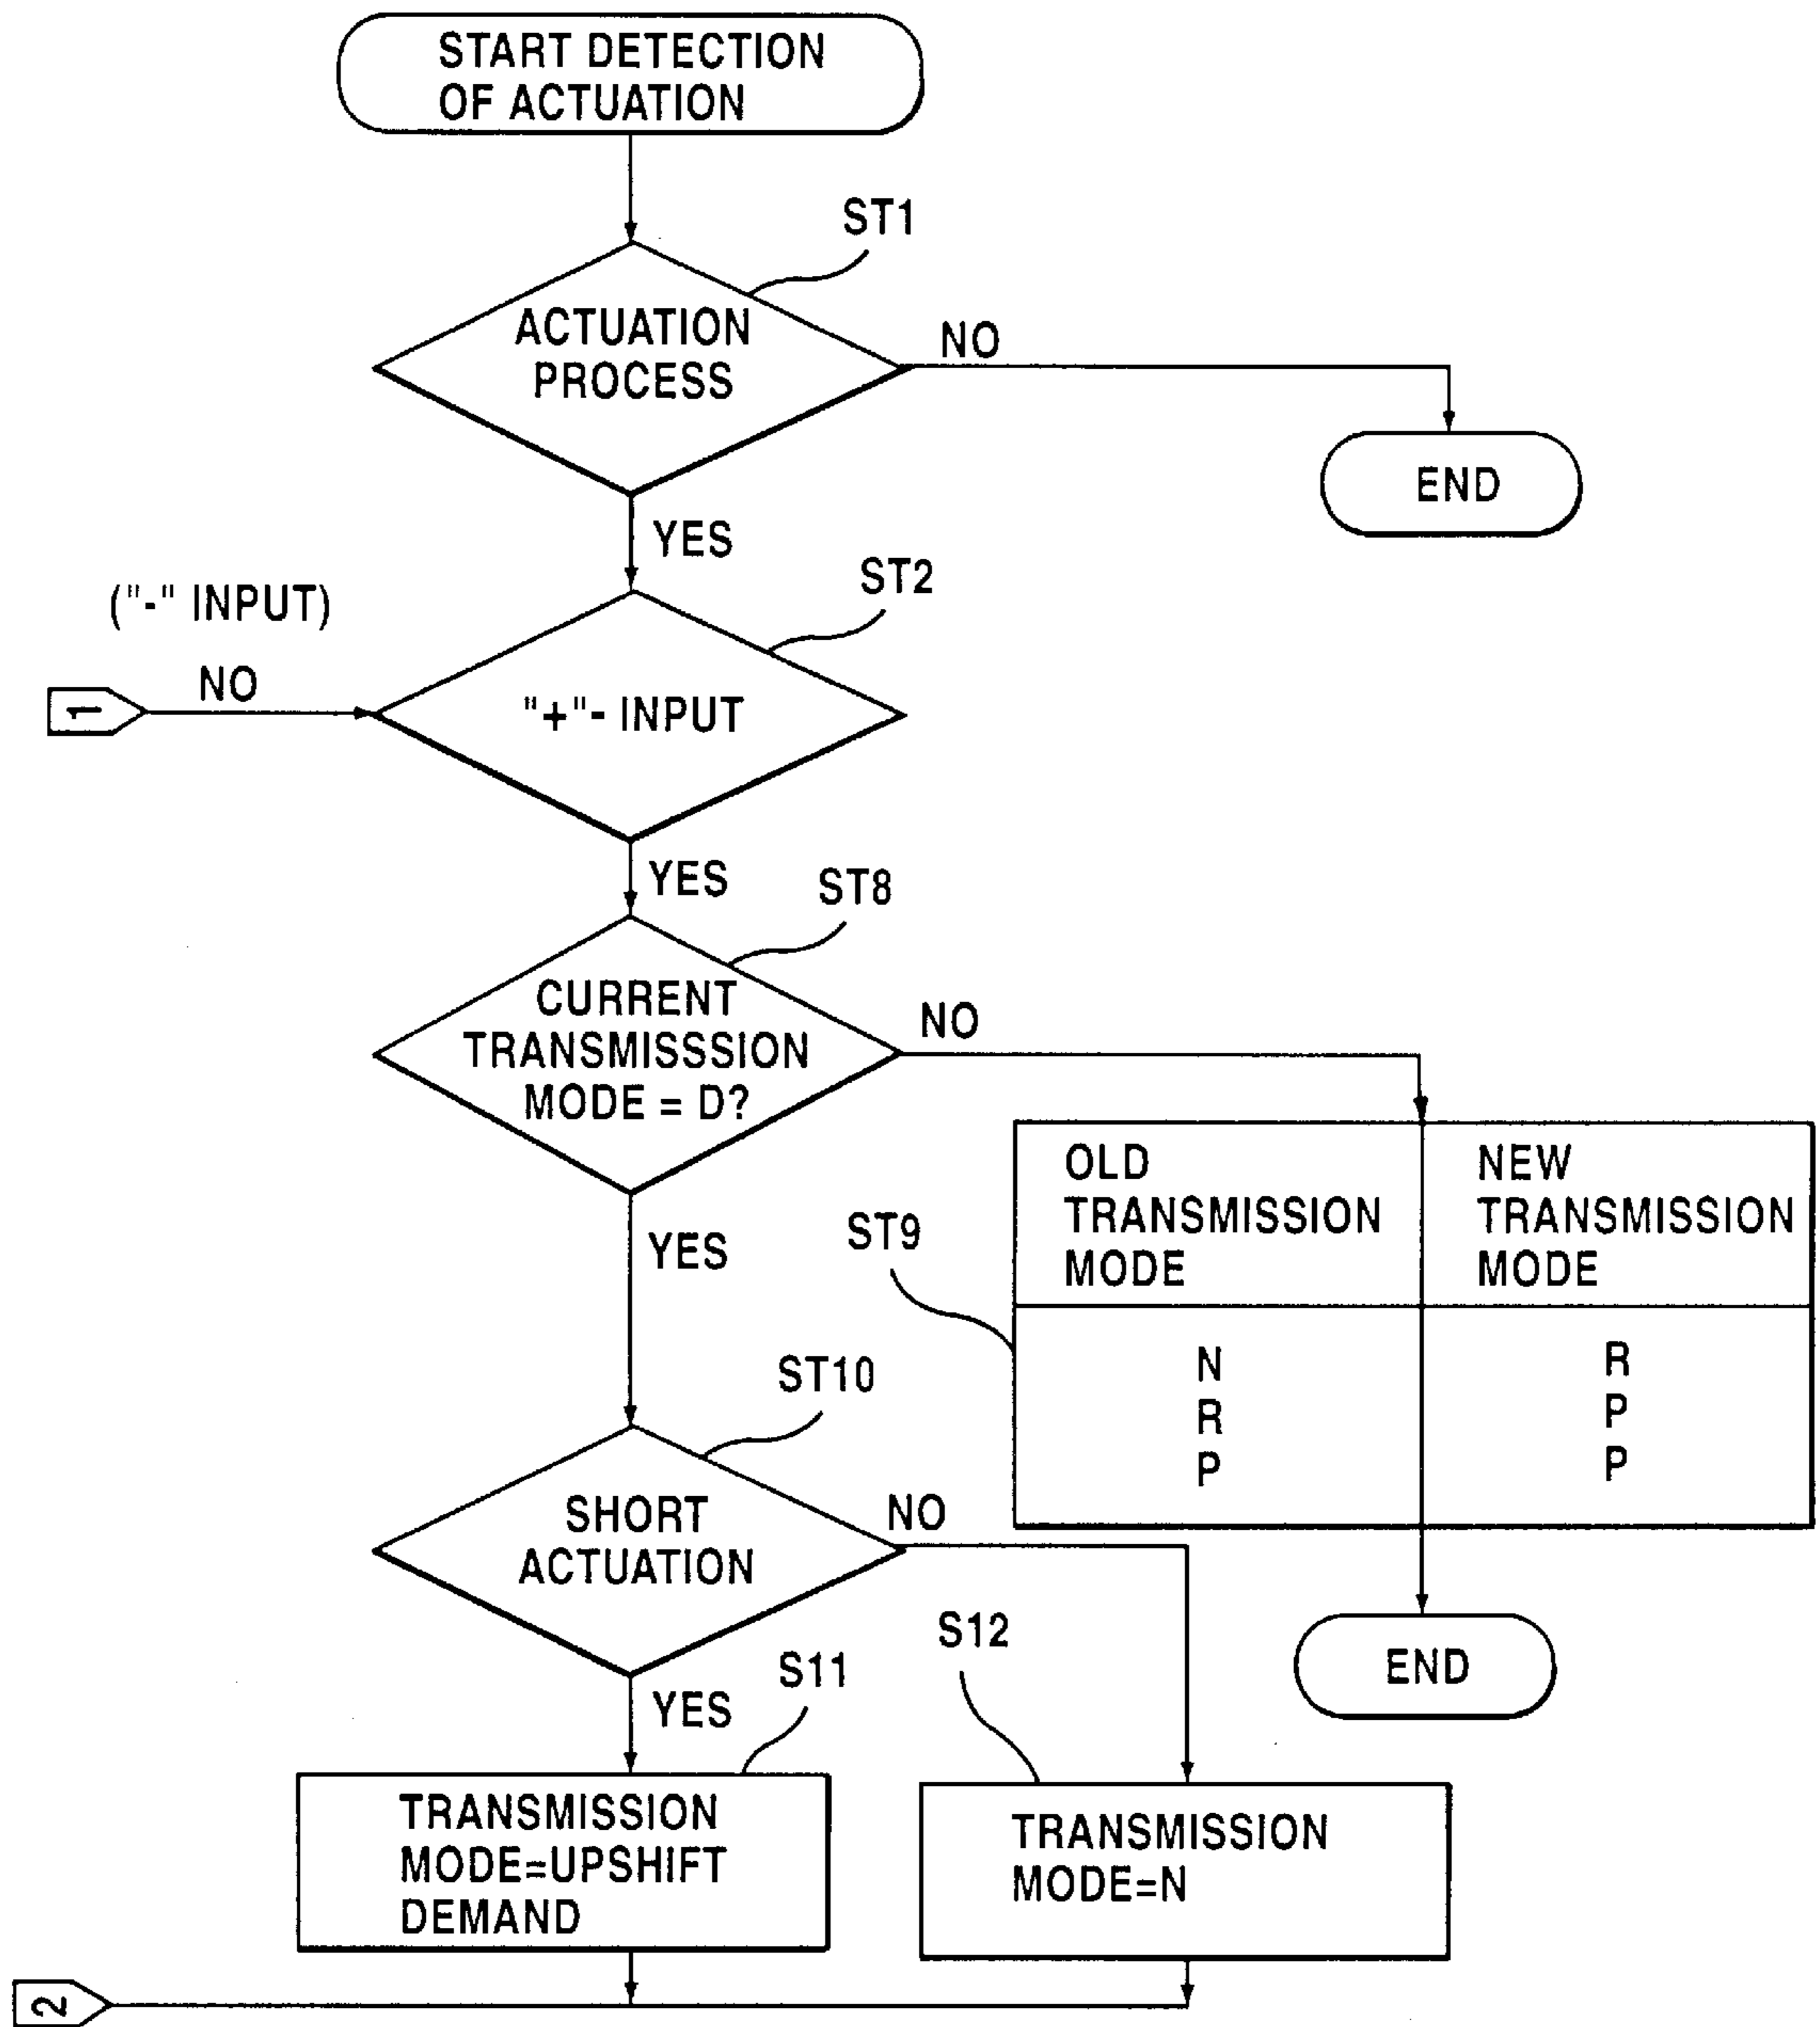 START DETECTION
OF ACTUATION
ST1
ACTUATION
PROCESS
NO
END
YES
ST2
("-" INPUT)
NO
1
"+"- INPUT
YES
ST8
CURRENT
TRANSMISSSION
MODE = D?
NO
OLD
TRANSMISSION
MODE
NEW
TRANSMISSION
MODE
ST9
YES
N R
R P
P P
ST10
SHORT
ACTUATION
NO
END
S12
S11
YES
TRANSMISSION
MODE=UPSHIFT
DEMAND
TRANSMISSION
MODE=N
2